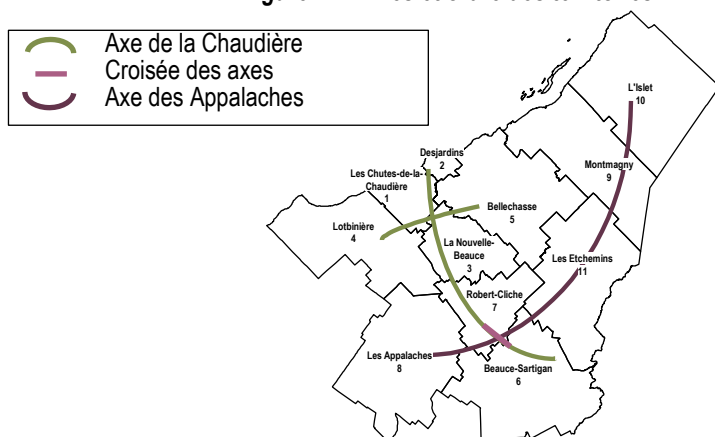 Axe de la Chaudière
Croisée des axes
Axe des Appalaches
L'Islet
10
Desjardins
2
Montmagny
9
Les Chutes-de-la-
Chaudière
1
Bellechasse
5
Lotbinière
4
La Nouvelle-
Beauce
3
Les Etchemins
11
Robert-Cliche
7
Les Appalaches
8
Beauce-Sartigan
6